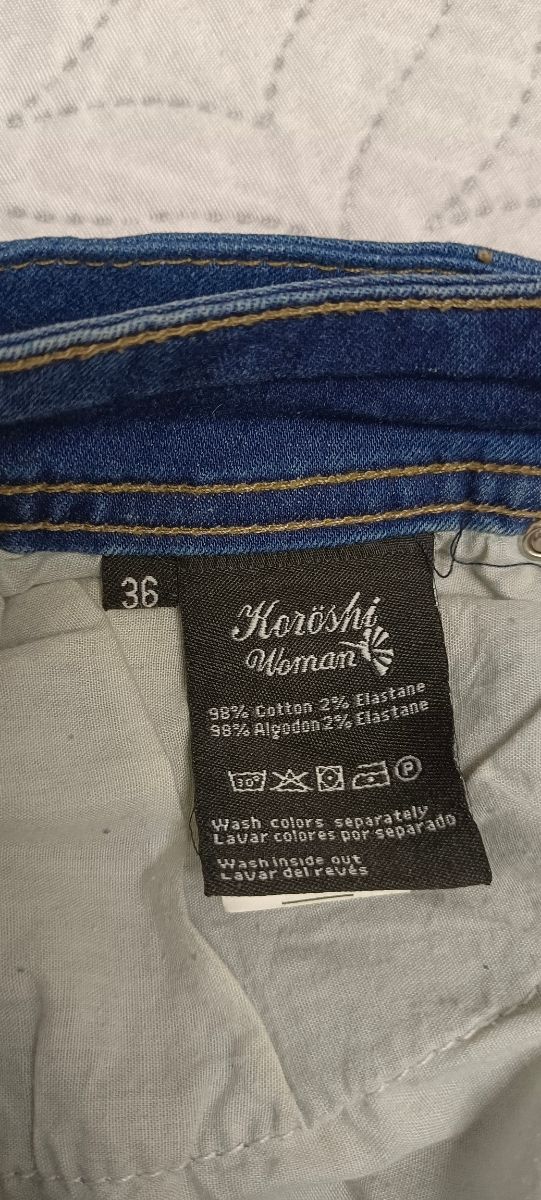 36
Koröshi
Woman
98% Cotton 2% Elastane
98% Algodon 2% Elastane
30° P
Wash colors separately
Lavar colores por separado
Wash inside out
Lavar del revés